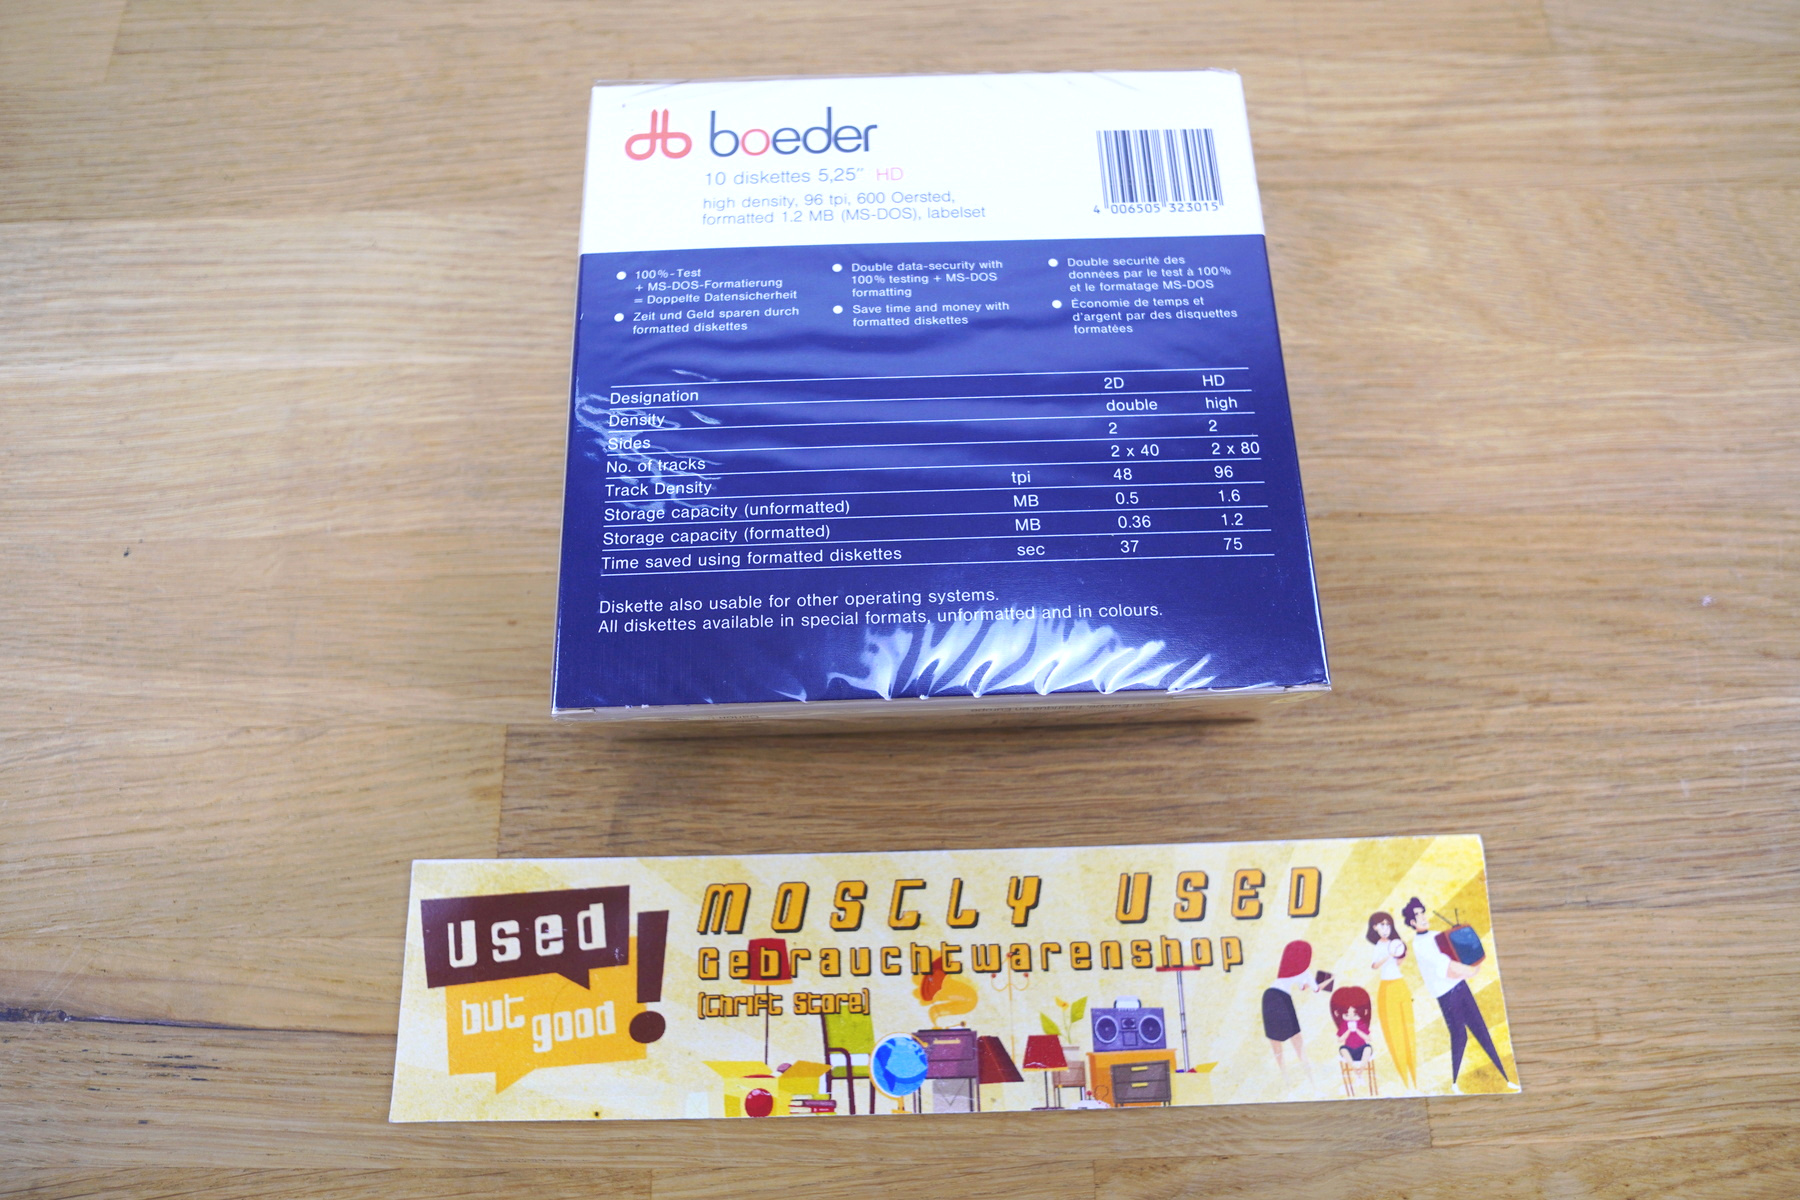 boeder
10 diskettes 5,25" HD
high density, 96 tpi, 600 Oersted,
formatted 1.2 MB (MS-DOS), labelset
4 006505 323015
100%-Test
+ MS-DOS-Formatierung
= Doppelte Datensicherheit
Zeit und Geld sparen durch
formatted diskettes
Double data-security with
100% testing + MS-DOS
formatting
Save time and money with
formatted diskettes
Double securité des
données par le test à 100%
et le formatage MS-DOS
Économie de temps et
d'argent par des disquettes
formatées
Designation 2D HD
Density double high
Sides 2 2
No. of tracks 2 x 40 2 x 80
Track Density tpi 48 96
Storage capacity (unformatted) MB 0.5 1.6
Storage capacity (formatted) MB 0.36 1.2
Time saved using formatted diskettes sec 37 75
Diskette also usable for other operating systems.
All diskettes available in special formats, unformatted and in colours.
Used
but good!
MOSTLY USED
Gebrauchtwarenshop
(Thrift Store)